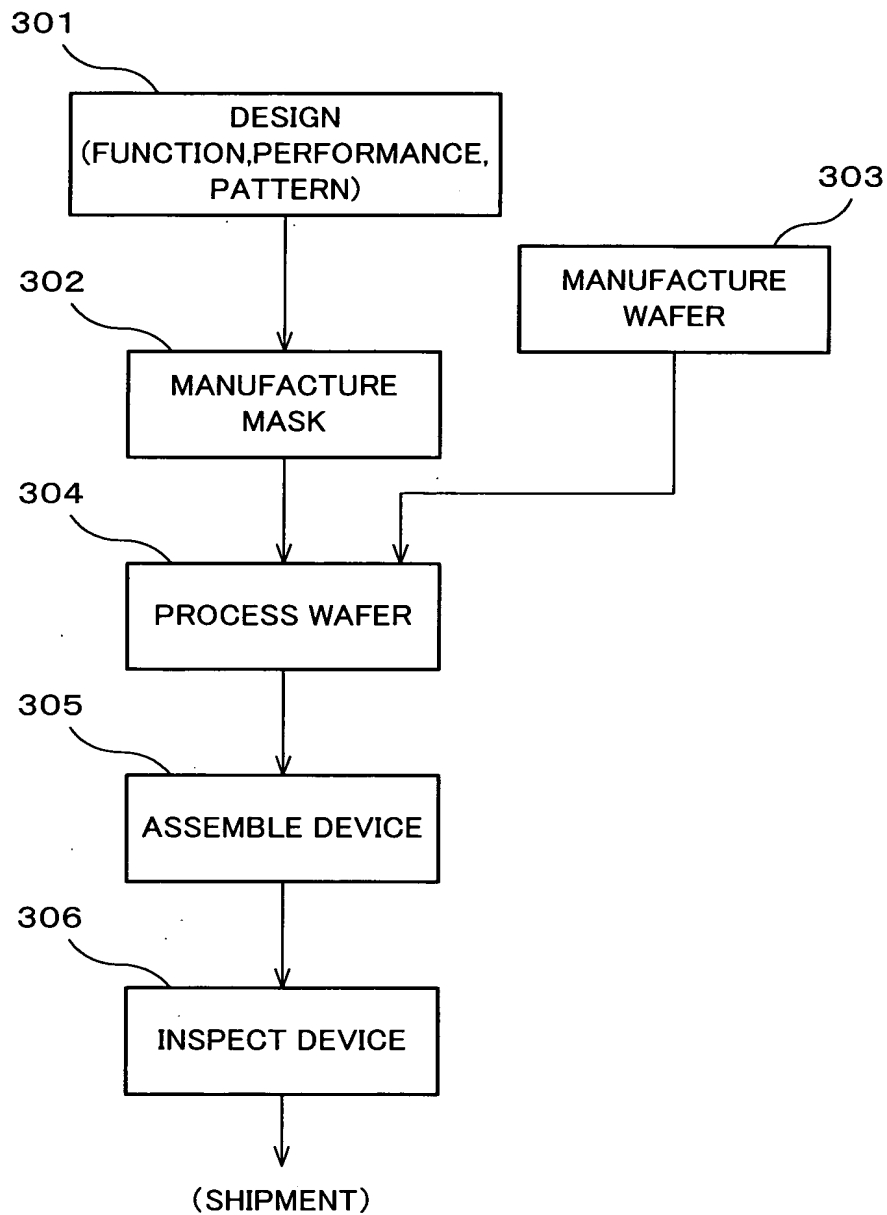 301
DESIGN
(FUNCTION,PERFORMANCE,
PATTERN)
303
MANUFACTURE
WAFER
302
MANUFACTURE
MASK
304
PROCESS WAFER
305
ASSEMBLE DEVICE
306
INSPECT DEVICE
(SHIPMENT)